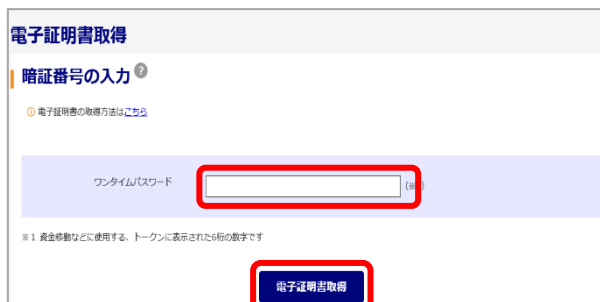 電子証明書取得
暗証番号の入力 ?
① 電子証明書の取得方法はこちら
ワンタイムパスワード (※)
※1 資金移動などに使用する、トークンに表示された6桁の数字です
電子証明書取得